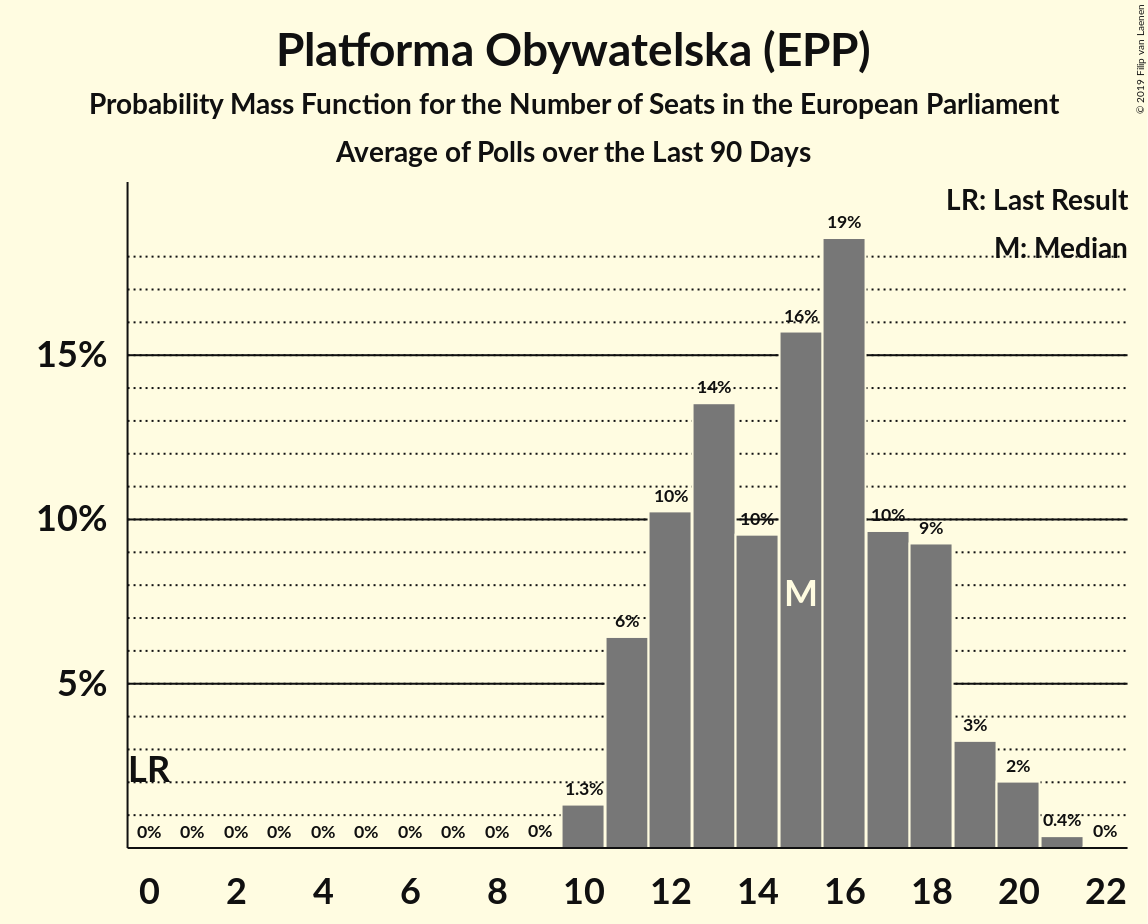 Platforma Obywatelska (EPP)
Probability Mass Function for the Number of Seats in the European Parliament
Average of Polls over the Last 90 Days
© 2019 Filip van Laenen
LR: Last Result
M: Median
19%
16%
15%
14%
10%
10%
10%
10%
9%
M
6%
5%
3%
LR
2%
1.3%
0.4%
0% 0% 0% 0% 0% 0% 0% 0% 0% 0% 0%
0 2 4 6 8 10 12 14 16 18 20 22